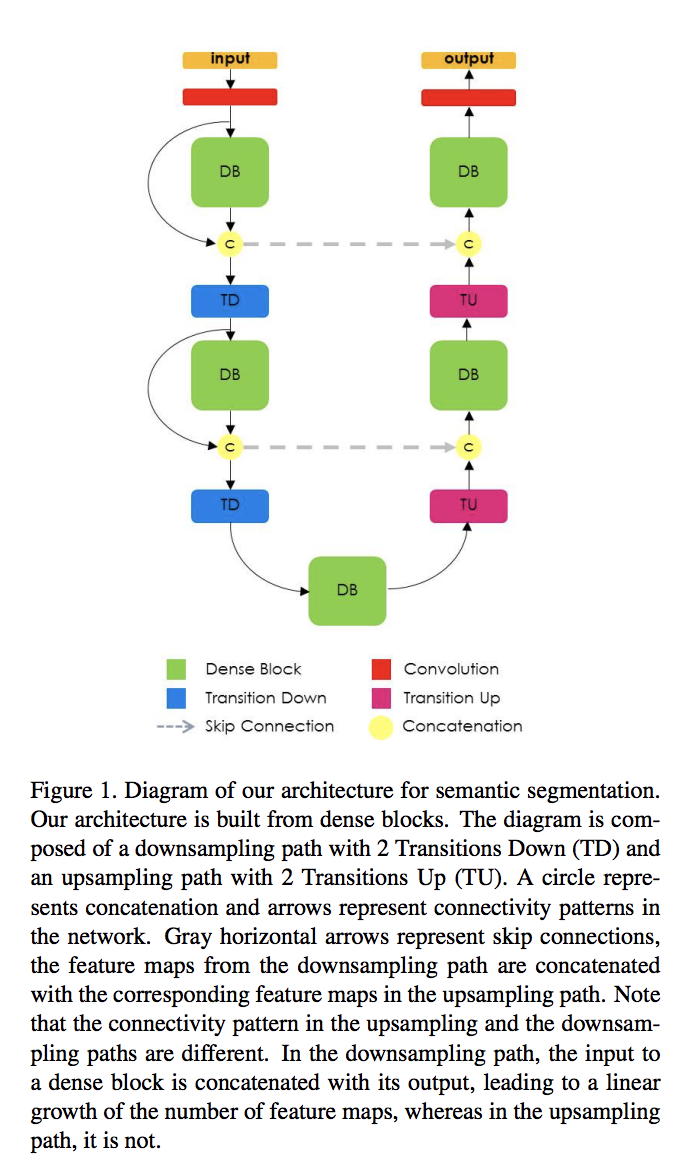 input
output
DB
DB
C
C
TD
TU
DB
DB
C
C
TD
TU
DB
Dense Block
Convolution
Transition Down
Transition Up
Skip Connection
Concatenation
Figure 1. Diagram of our architecture for semantic segmentation.
Our architecture is built from dense blocks. The diagram is com-
posed of a downsampling path with 2 Transitions Down (TD) and
an upsampling path with 2 Transitions Up (TU). A circle repre-
sents concatenation and arrows represent connectivity patterns in
the network. Gray horizontal arrows represent skip connections,
the feature maps from the downsampling path are concatenated
with the corresponding feature maps in the upsampling path. Note
that the connectivity pattern in the upsampling and the downsam-
pling paths are different. In the downsampling path, the input to
a dense block is concatenated with its output, leading to a linear
growth of the number of feature maps, whereas in the upsampling
path, it is not.